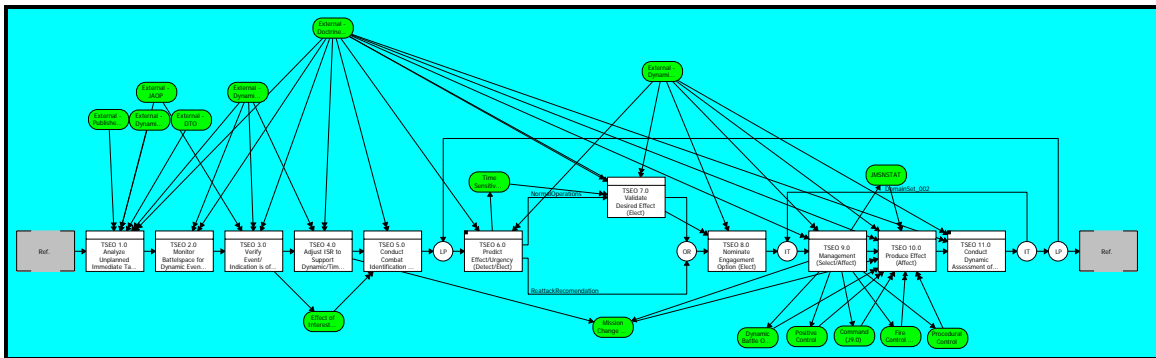 External -
Doctrine...
External -
Dynami...
External -
JAOP
External -
Dynami...
External -
Publishe...
External -
Dynami...
External -
DTO
JMSNSTAT
Time
Sensitiv...
NormalOperations
DomainSet_002
TSEO 7.0
Validate
Desired Effect
(Elect)
Ref.
TSEO 1.0
Analyze
Unplanned
Immediate Ta...
TSEO 2.0
Monitor
Battlespace for
Dynamic Even...
TSEO 3.0
Verify
Event/
Indication is of...
TSEO 4.0
Adjust ISR to
Support
Dynamic/Tim...
TSEO 5.0
Conduct
Combat
Identification ...
LP
TSEO 6.0
Predict
Effect/Urgency
(Detect/Elect)
OR
TSEO 8.0
Nominate
Engagement
Option (Elect)
IT
TSEO 9.0
Management
(Select/Affect)
TSEO 10.0
Produce Effect
(Affect)
TSEO 11.0
Conduct
Dynamic
Assessment of...
IT
LP
Ref.
ReattackRecomendation
Effect of
Interest...
Mission
Change ...
Dynamic
Battle O...
Positive
Control
Command
(J9.0)
Fire
Control ...
Procedural
Control